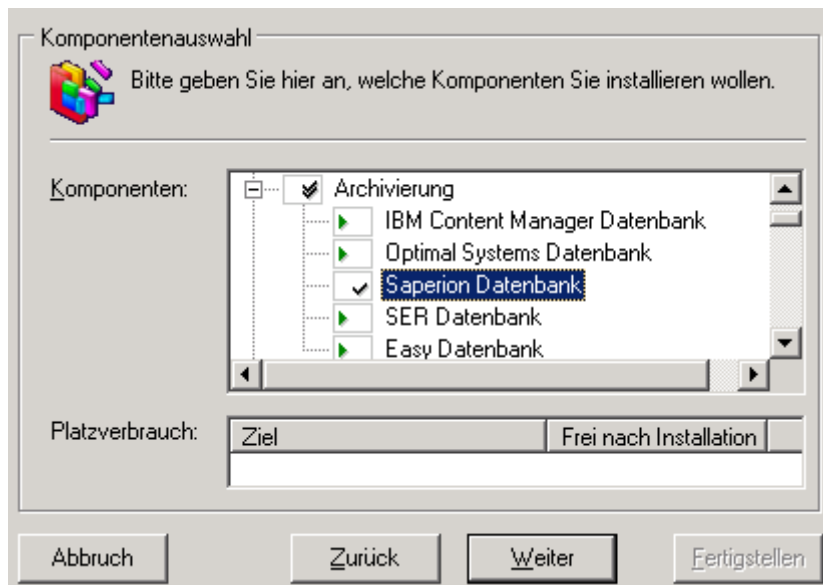 Komponentenauswahl
Bitte geben Sie hier an, welche Komponenten Sie installieren wollen.
Komponenten:
Archivierung
IBM Content Manager Datenbank
Optimal Systems Datenbank
Saperion Datenbank
SER Datenbank
Easy Datenbank
Platzverbrauch:
Ziel Frei nach Installation
Abbruch Zurück Weiter Fertigstellen